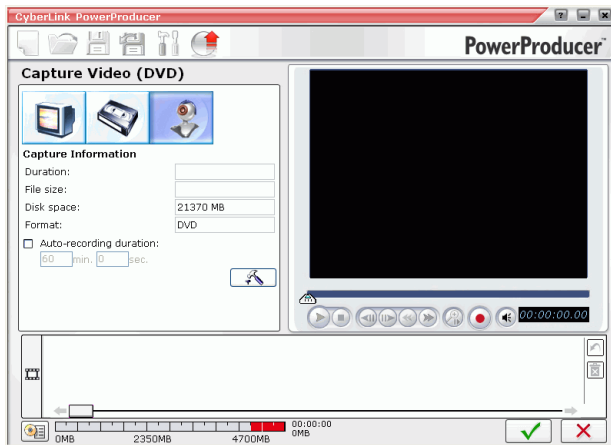 CyberLink PowerProducer
PowerProducer™
Capture Video (DVD)
Capture Information
Duration:
File size:
Disk space: 21370 MB
Format: DVD
Auto-recording duration:
60 min. 0 sec.
00:00:00.00
00:00:00
0MB 2350MB 4700MB 0MB